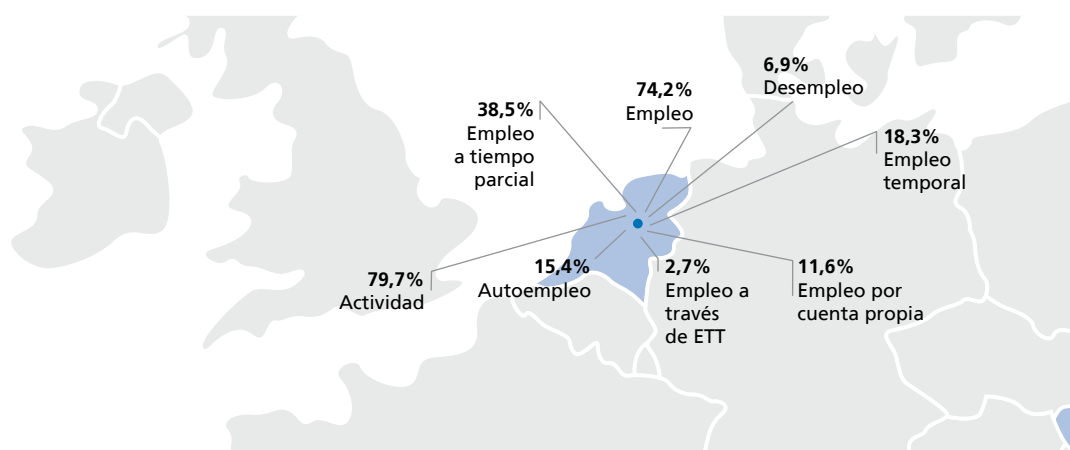 6,9%
Desempleo
74,2%
Empleo
38,5%
Empleo
a tiempo
parcial
18,3%
Empleo
temporal
79,7%
Actividad
15,4%
Autoempleo
2,7%
Empleo a
través
de ETT
11,6%
Empleo por
cuenta propia